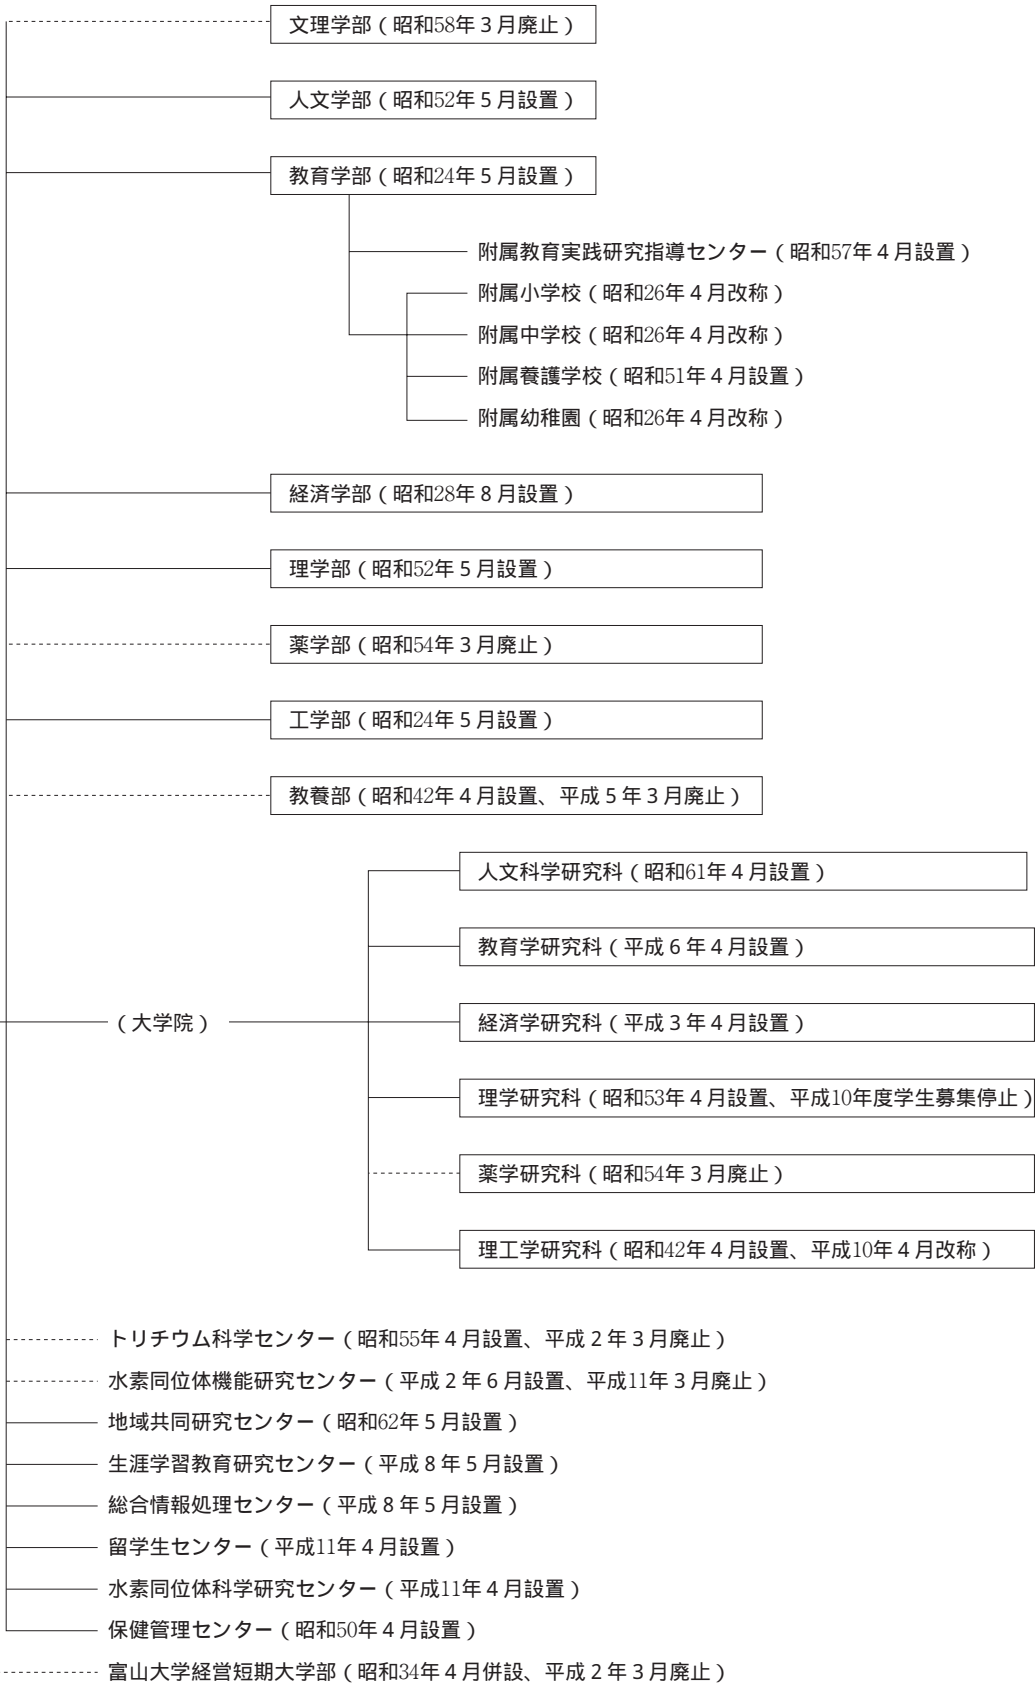 文理学部（昭和58年３月廃止）
人文学部（昭和52年５月設置）
教育学部（昭和24年５月設置）
附属教育実践研究指導センター（昭和57年４月設置）
附属小学校（昭和26年４月改称）
附属中学校（昭和26年４月改称）
附属養護学校（昭和51年４月設置）
附属幼稚園（昭和26年４月改称）
経済学部（昭和28年８月設置）
理学部（昭和52年５月設置）
薬学部（昭和54年３月廃止）
工学部（昭和24年５月設置）
教養部（昭和42年４月設置、平成５年３月廃止）
人文科学研究科（昭和61年４月設置）
教育学研究科（平成６年４月設置）
（大学院）
経済学研究科（平成３年４月設置）
理学研究科（昭和53年４月設置、平成10年度学生募集停止）
薬学研究科（昭和54年３月廃止）
理工学研究科（昭和42年４月設置、平成10年４月改称）
トリチウム科学センター（昭和55年４月設置、平成２年３月廃止）
水素同位体機能研究センター（平成２年６月設置、平成11年３月廃止）
地域共同研究センター（昭和62年５月設置）
生涯学習教育研究センター（平成８年５月設置）
総合情報処理センター（平成８年５月設置）
留学生センター（平成11年４月設置）
水素同位体科学研究センター（平成11年４月設置）
保健管理センター（昭和50年４月設置）
富山大学経営短期大学部（昭和34年４月併設、平成２年３月廃止）